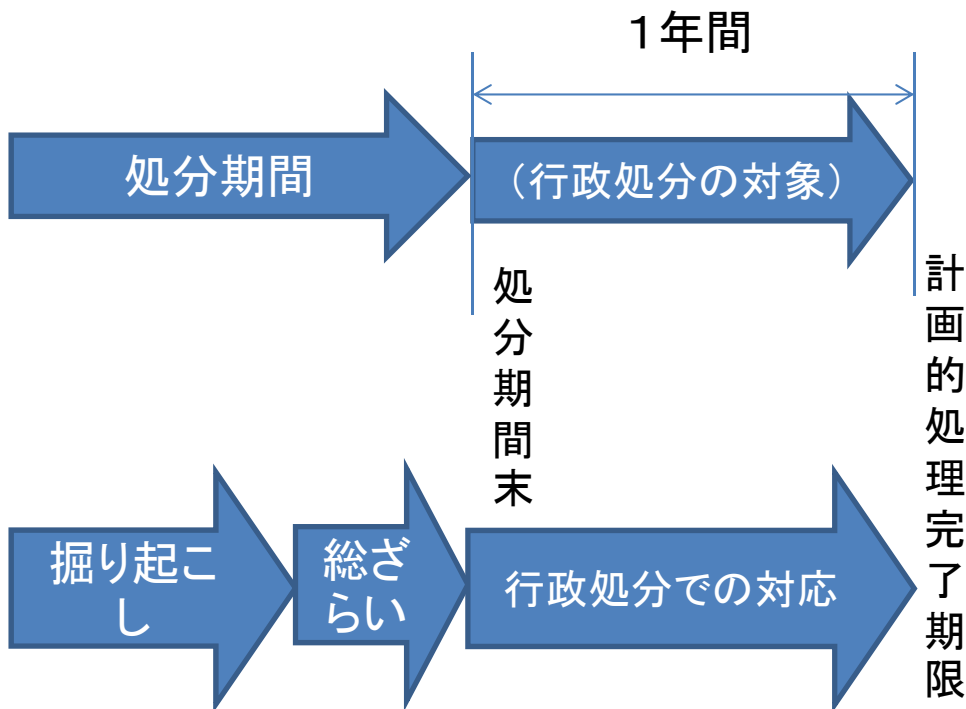 １年間
処分期間
（行政処分の対象）
処分期間末
計画的処理完了期限
掘り起こ
し
総ざ
らい
行政処分での対応